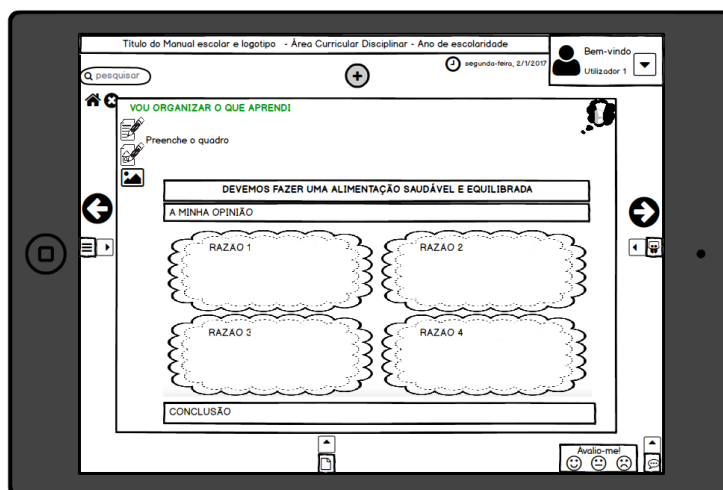 Título do Manual escolar e logotipo - Área Curricular Disciplinar - Ano de escolaridade
Bem-vindo
Utilizador 1
segunda-feira, 2/1/2017
pesquisar
VOU ORGANIZAR O QUE APRENDI
Preenche o quadro
DEVEMOS FAZER UMA ALIMENTAÇÃO SAUDÁVEL E EQUILIBRADA
A MINHA OPINIÃO
RAZAO 1
RAZAO 2
RAZAO 3
RAZAO 4
CONCLUSÃO
Avalio-me!